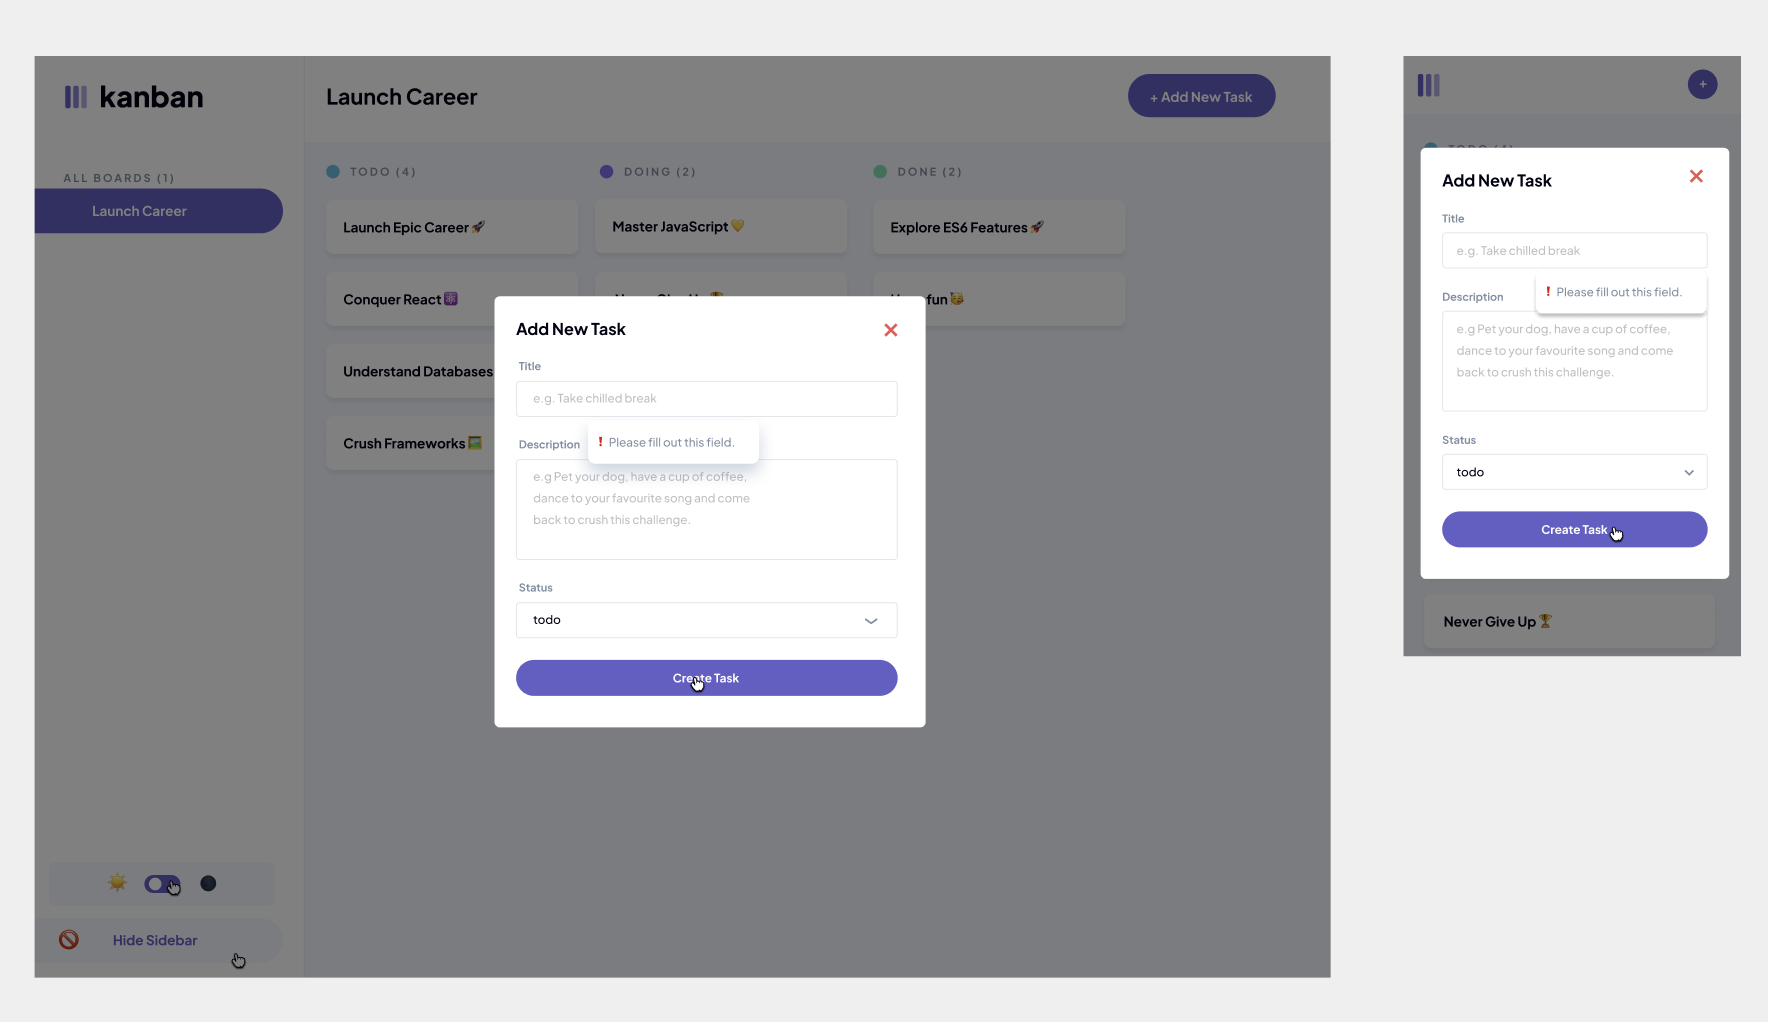 kanban
Launch Career
+ Add New Task
ALL BOARDS (1)
Launch Career
TODO (4)
DOING (2)
DONE (2)
Launch Epic Career 🚀
Master JavaScript 💛
Explore ES6 Features 🚀
Conquer React ⚛️
fun 🥳
Understand Databases
Crush Frameworks 🖼️
Add New Task
Title
e.g. Take chilled break
Description
! Please fill out this field.
e.g Pet your dog, have a cup of coffee,
dance to your favourite song and come
back to crush this challenge.
Status
todo
Create Task
Hide Sidebar
+
Add New Task
Title
e.g. Take chilled break
Description
! Please fill out this field.
e.g Pet your dog, have a cup of coffee,
dance to your favourite song and come
back to crush this challenge.
Status
todo
Create Task
Never Give Up 🏆